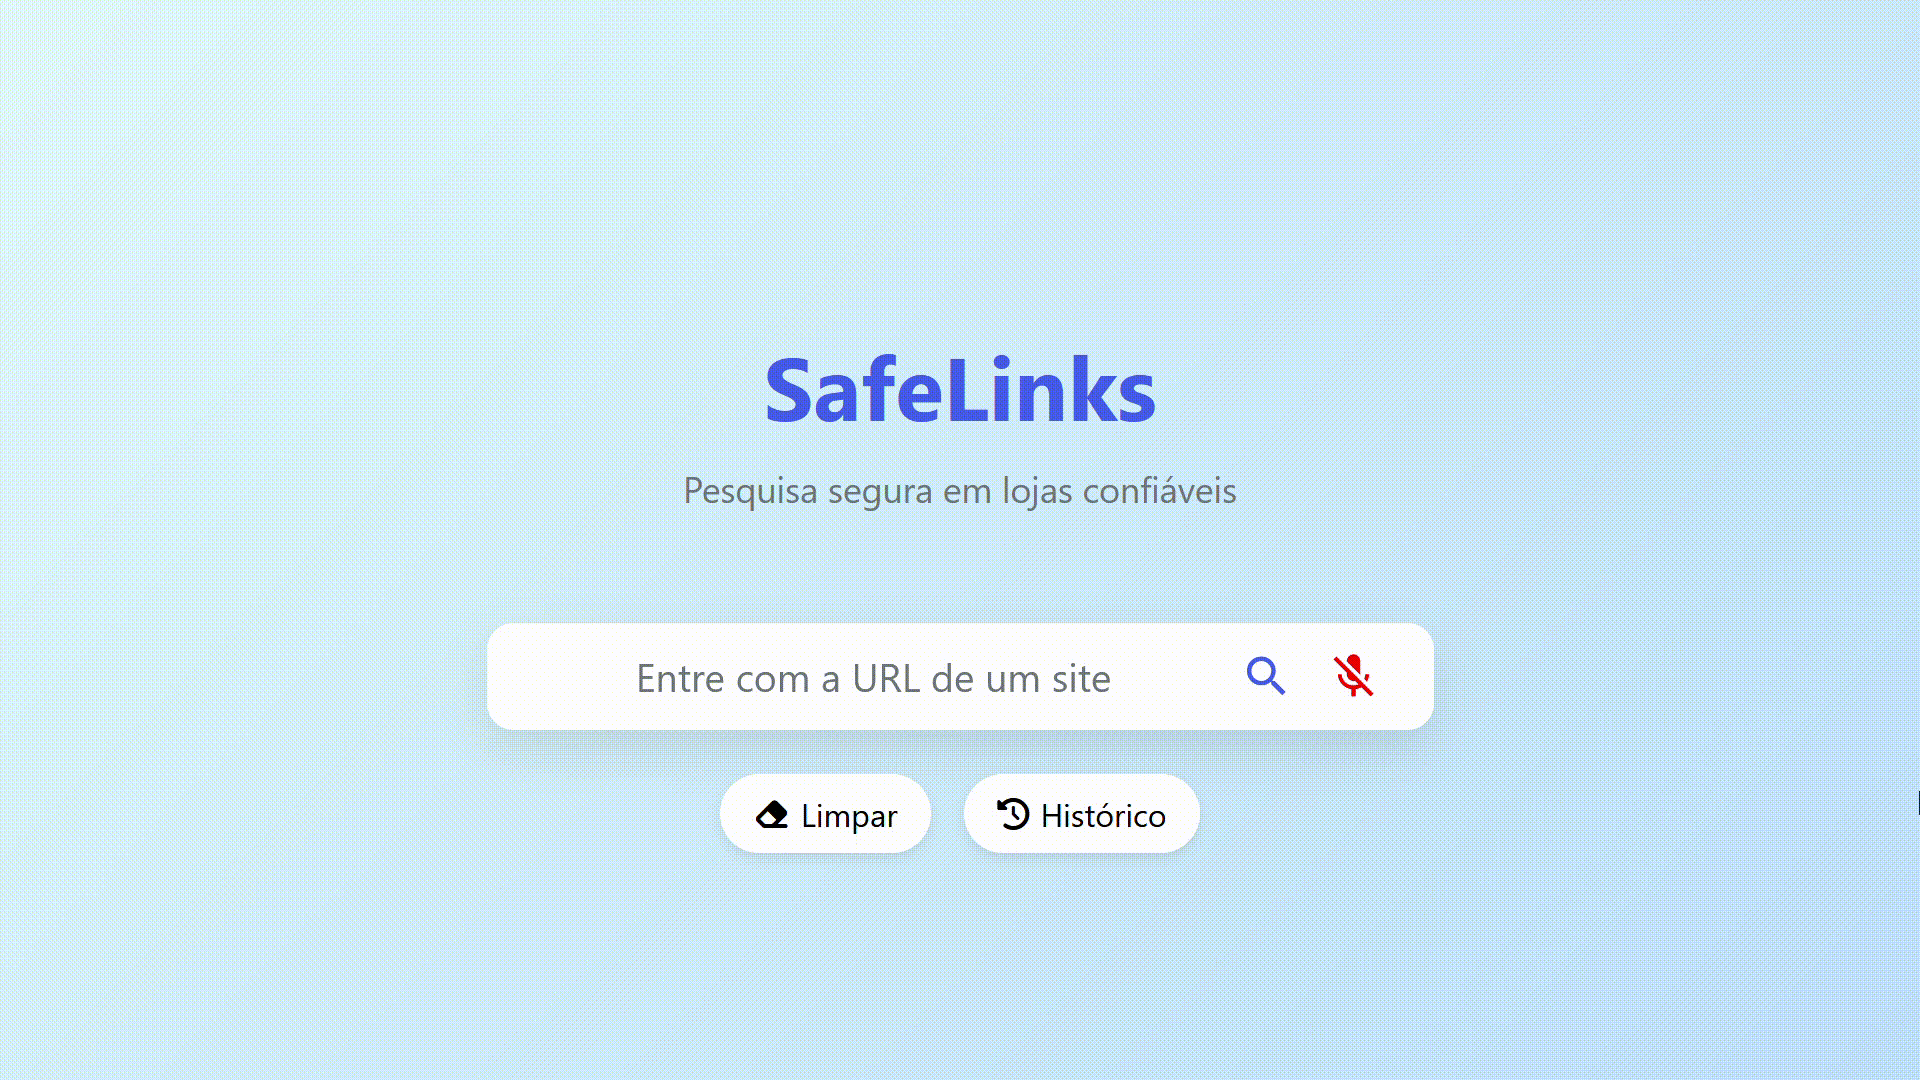 SafeLinks
Pesquisa segura em lojas confiáveis
Entre com a URL de um site
Limpar
Histórico